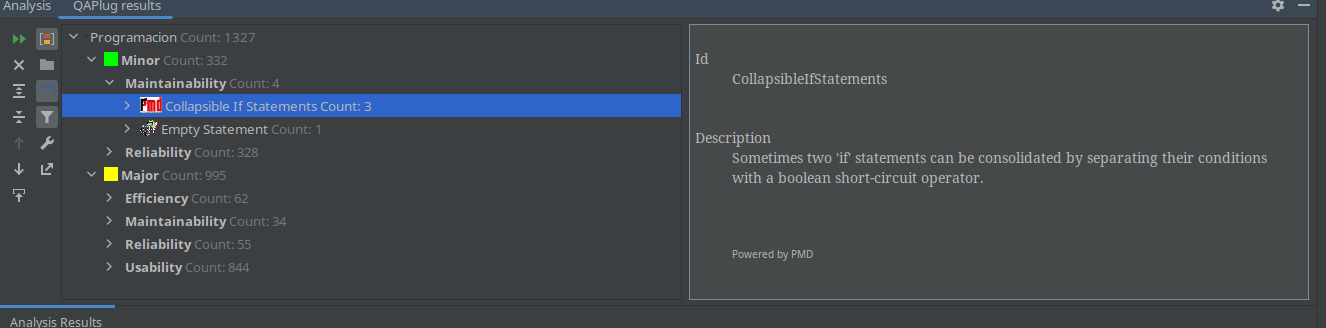 Analysis QAPlug results
Programacion Count: 1327
Minor Count: 332
Maintainability Count: 4
PMD Collapsible If Statements Count: 3
Empty Statement Count: 1
Reliability Count: 328
Major Count: 995
Efficiency Count: 62
Maintainability Count: 34
Reliability Count: 55
Usability Count: 844
Id
CollapsibleIfStatements
Description
Sometimes two 'if' statements can be consolidated by separating their conditions
with a boolean short-circuit operator.
Powered by PMD
Analysis Results